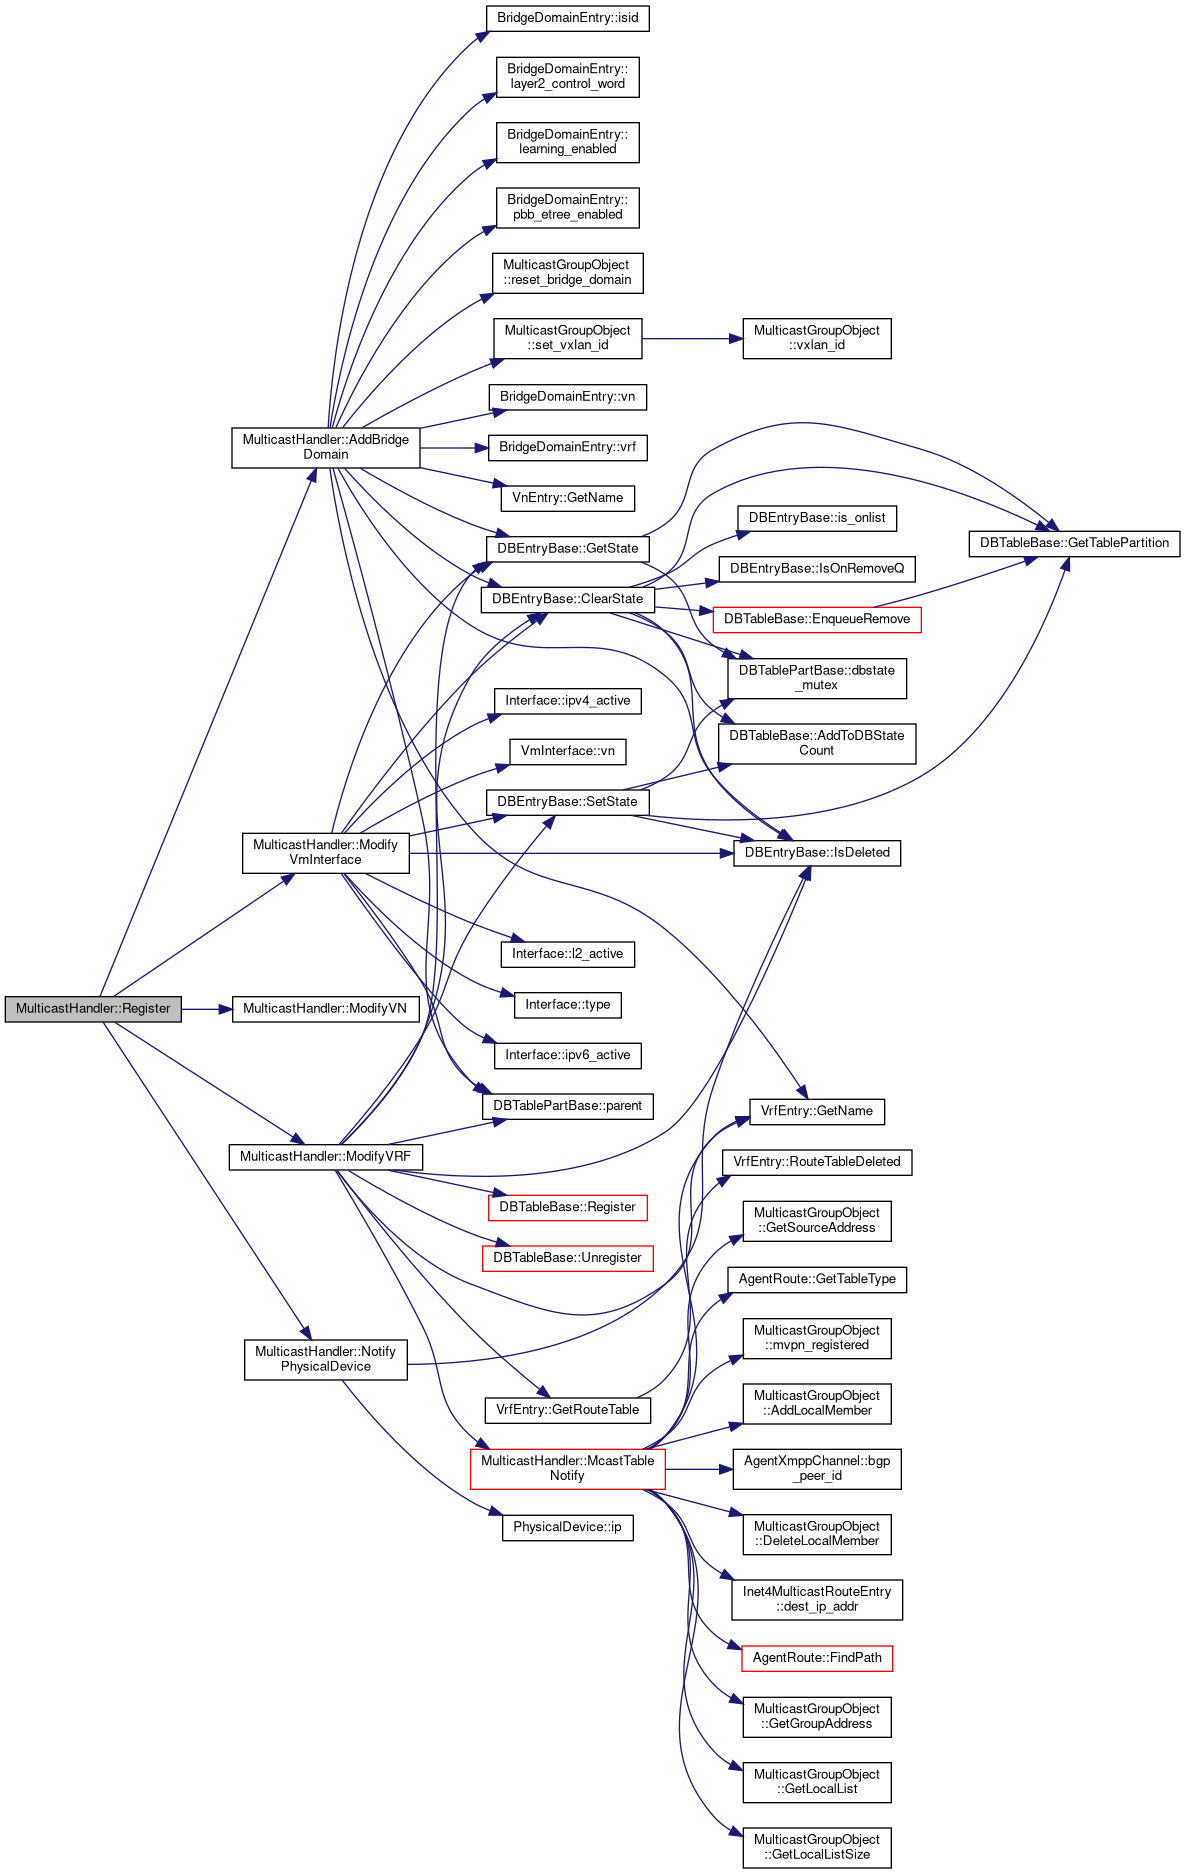 BridgeDomainEntry::isid
BridgeDomainEntry::
layer2_control_word
BridgeDomainEntry::
learning_enabled
BridgeDomainEntry::
pbb_etree_enabled
MulticastGroupObject
::reset_bridge_domain
MulticastGroupObject
::set_vxlan_id
MulticastGroupObject
::vxlan_id
BridgeDomainEntry::vn
MulticastHandler::AddBridge
Domain
BridgeDomainEntry::vrf
VnEntry::GetName
DBEntryBase::is_onlist
DBEntryBase::GetState
DBTableBase::GetTablePartition
DBEntryBase::IsOnRemoveQ
DBEntryBase::ClearState
DBTableBase::EnqueueRemove
DBTablePartBase::dbstate
_mutex
Interface::ipv4_active
DBTableBase::AddToDBState
Count
VmInterface::vn
DBEntryBase::SetState
MulticastHandler::Modify
VmInterface
DBEntryBase::IsDeleted
Interface::l2_active
Interface::type
MulticastHandler::Register
MulticastHandler::ModifyVN
Interface::ipv6_active
DBTablePartBase::parent
VrfEntry::GetName
MulticastHandler::ModifyVRF
VrfEntry::RouteTableDeleted
DBTableBase::Register
MulticastGroupObject
::GetSourceAddress
DBTableBase::Unregister
AgentRoute::GetTableType
MulticastGroupObject
::mvpn_registered
MulticastHandler::Notify
PhysicalDevice
MulticastGroupObject
::AddLocalMember
VrfEntry::GetRouteTable
MulticastHandler::McastTable
Notify
AgentXmppChannel::bgp
_peer_id
PhysicalDevice::ip
MulticastGroupObject
::DeleteLocalMember
Inet4MulticastRouteEntry
::dest_ip_addr
AgentRoute::FindPath
MulticastGroupObject
::GetGroupAddress
MulticastGroupObject
::GetLocalList
MulticastGroupObject
::GetLocalListSize